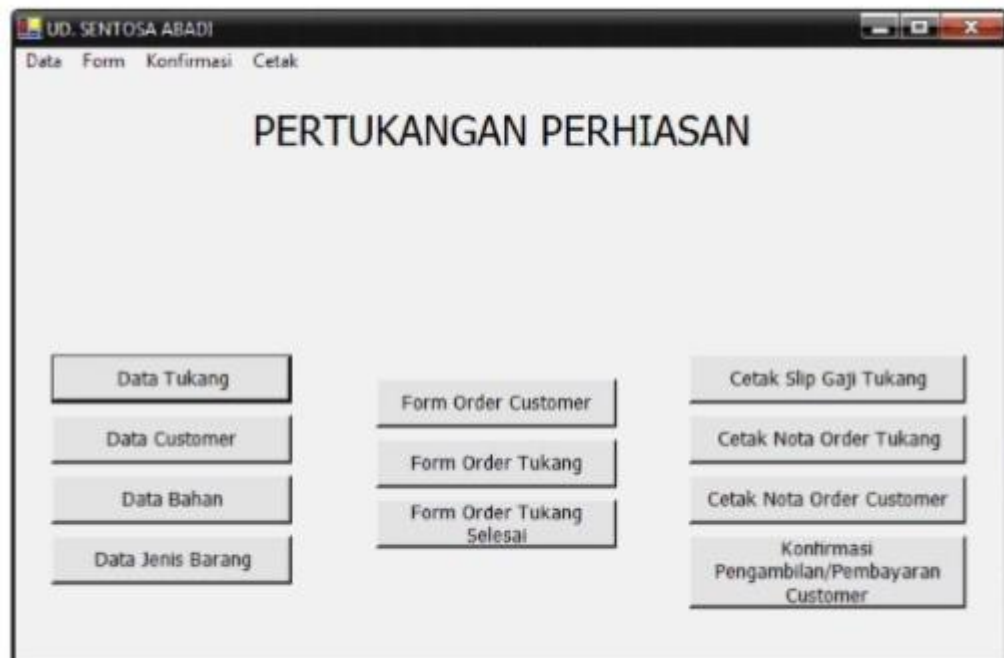 UD. SENTOSA ABADI
Data Form Konfirmasi Cetak
PERTUKANGAN PERHIASAN
Data Tukang
Data Customer
Data Bahan
Data Jenis Barang
Form Order Customer
Form Order Tukang
Form Order Tukang
Selesai
Cetak Slip Gaji Tukang
Cetak Nota Order Tukang
Cetak Nota Order Customer
Konfirmasi
Pengambilan/Pembayaran
Customer